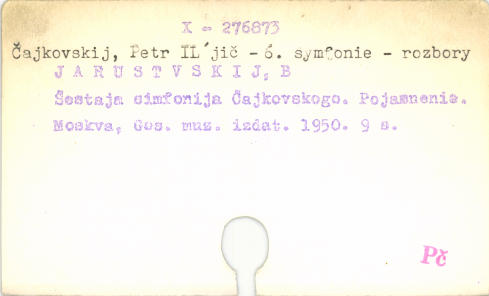 X - 276873
Čajkovskij, Petr Il´jič - 6. symfonie - rozbory
J A R U S T V S K I J, B
Šestaja simfonija Čajkovskogo. Pojasnenie.
Moskva, Gos. muz. izdat. 1950. 9 s.
Pč